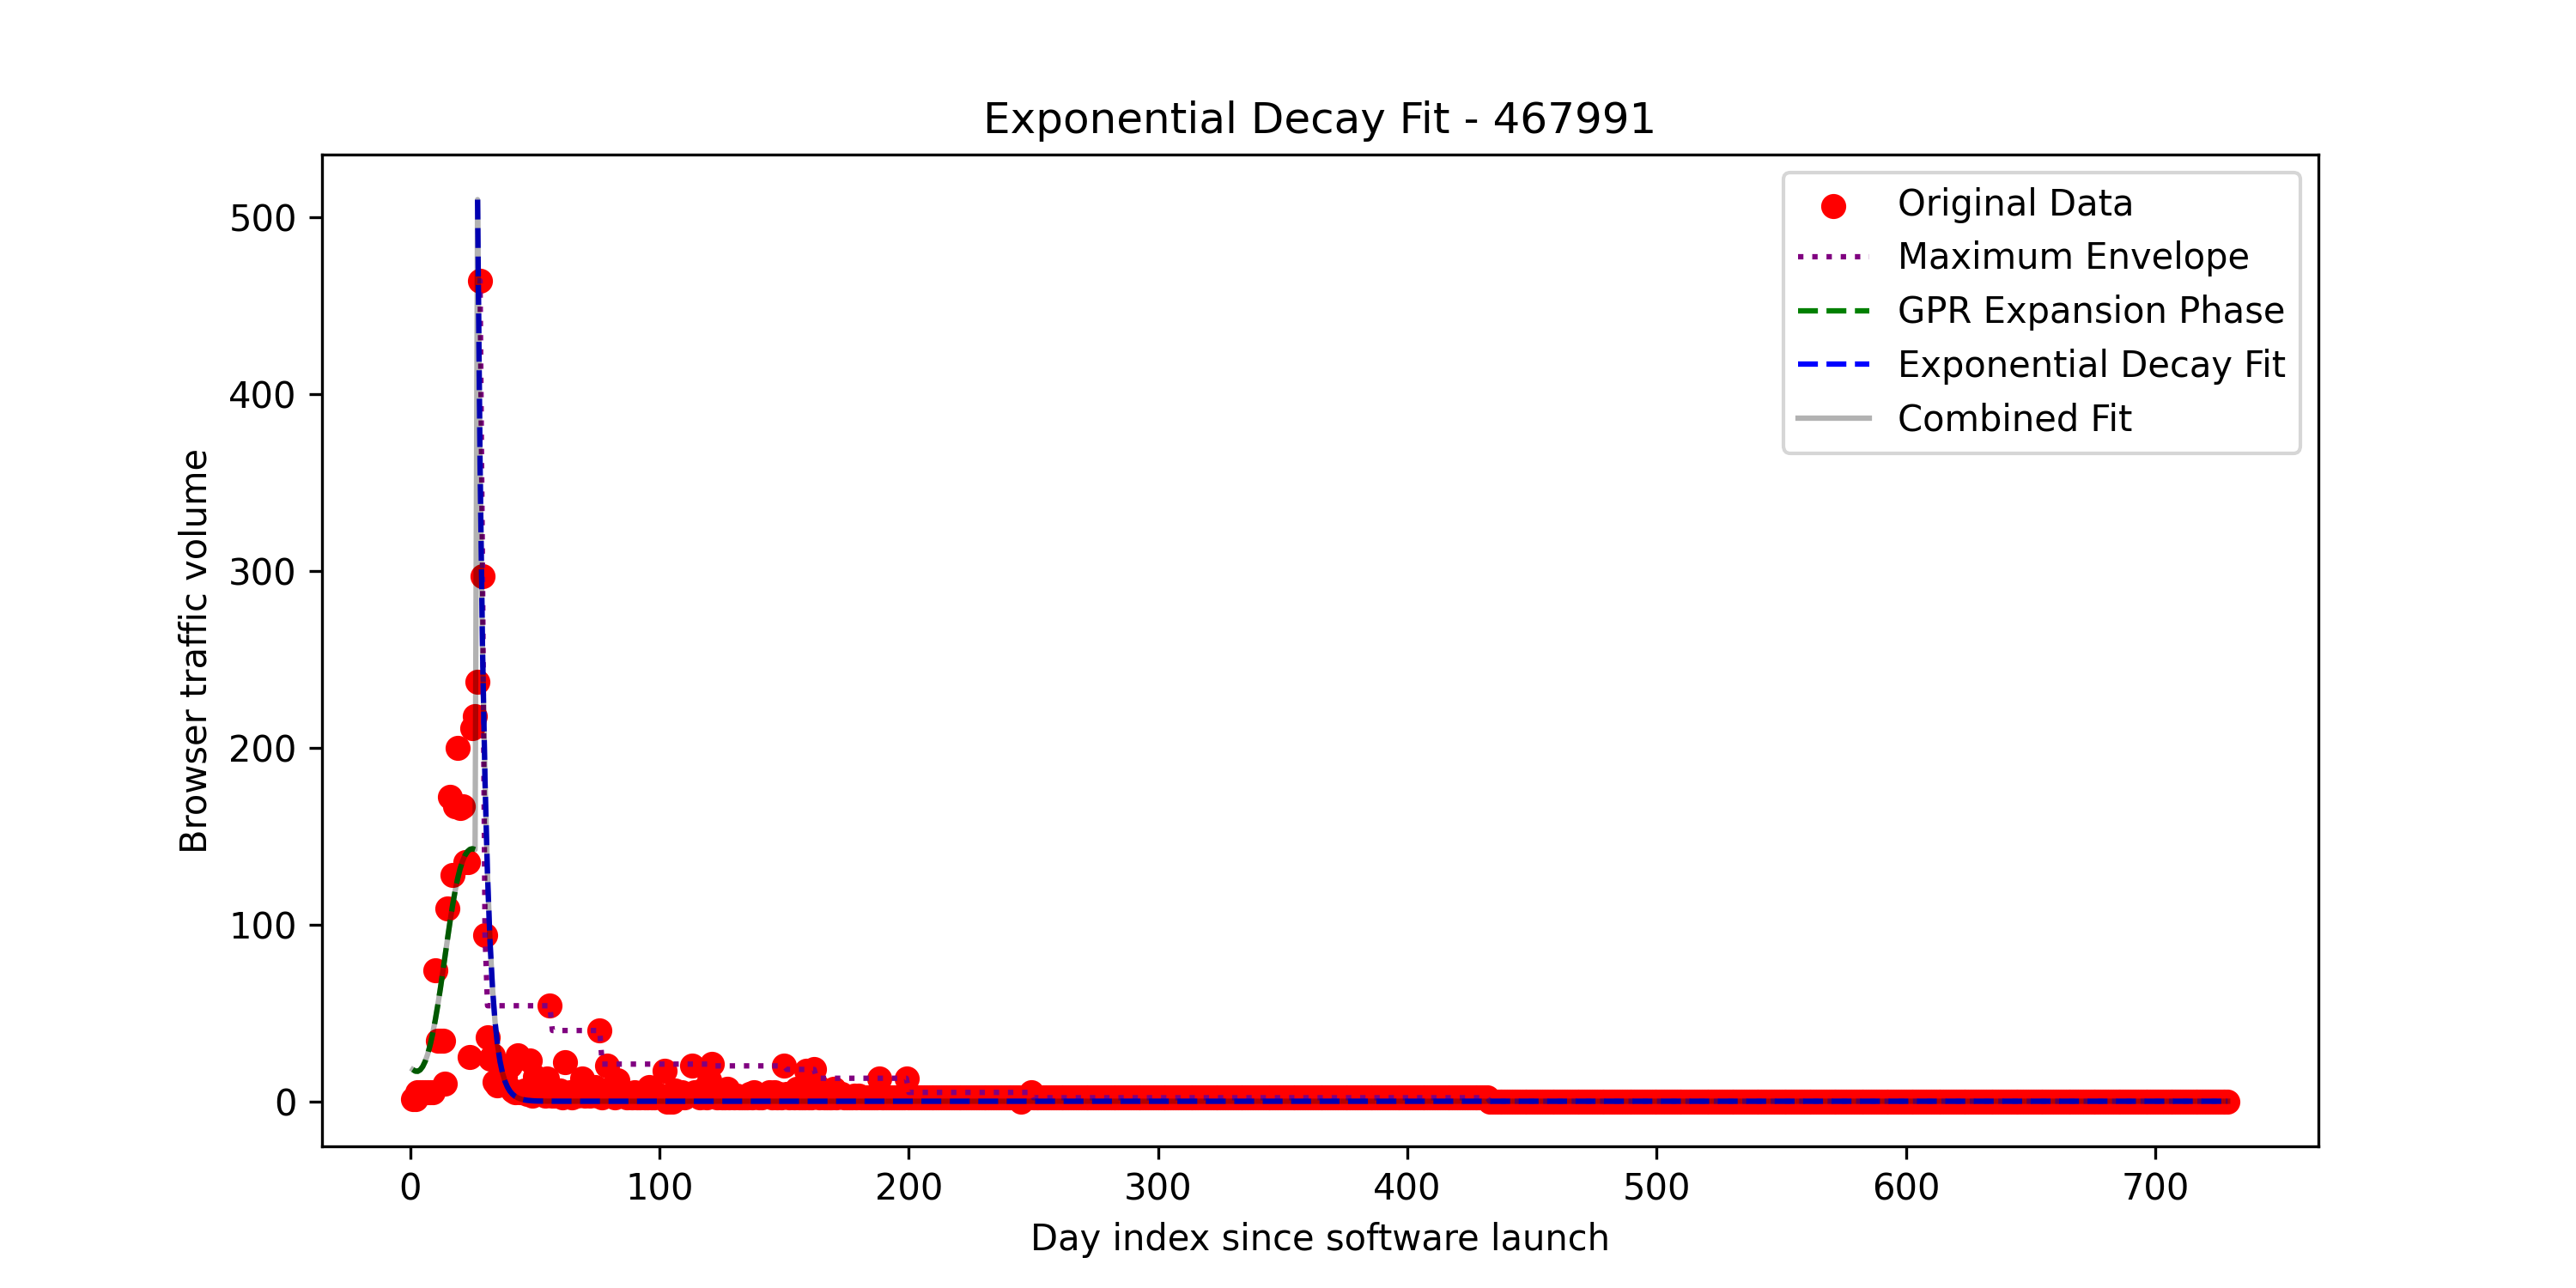 Exponential Decay Fit - 467991
Original Data
Maximum Envelope
GPR Expansion Phase
Exponential Decay Fit
Combined Fit
Browser traffic volume
500
400
300
200
100
0
0 100 200 300 400 500 600 700
Day index since software launch